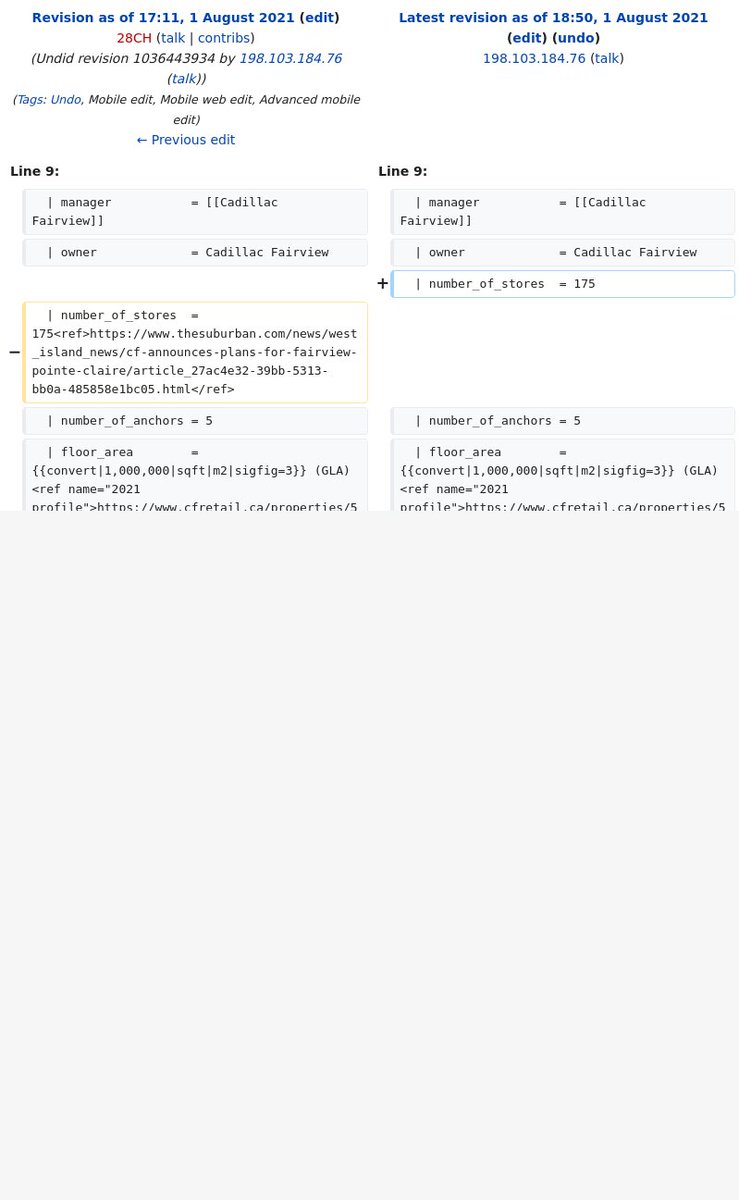 Revision as of 17:11, 1 August 2021 (edit)
28CH (talk | contribs)
(Undid revision 1036443934 by 198.103.184.76
(talk))
(Tags: Undo, Mobile edit, Mobile web edit, Advanced mobile
edit)
← Previous edit
Latest revision as of 18:50, 1 August 2021
(edit) (undo)
198.103.184.76 (talk)
Line 9:
Line 9:
| manager = [[Cadillac
Fairview]]
| manager = [[Cadillac
Fairview]]
| owner = Cadillac Fairview
| owner = Cadillac Fairview
+ | number_of_stores = 175
| number_of_stores =
175<ref>https://www.thesuburban.com/news/west
− _island_news/cf-announces-plans-for-fairview-
pointe-claire/article_27ac4e32-39bb-5313-
bb0a-485858e1bc05.html</ref>
| number_of_anchors = 5
| number_of_anchors = 5
| floor_area =
{{convert|1,000,000|sqft|m2|sigfig=3}} (GLA)
<ref name="2021
profile">https://www.cfretail.ca/properties/5
| floor_area =
{{convert|1,000,000|sqft|m2|sigfig=3}} (GLA)
<ref name="2021
profile">https://www.cfretail.ca/properties/5